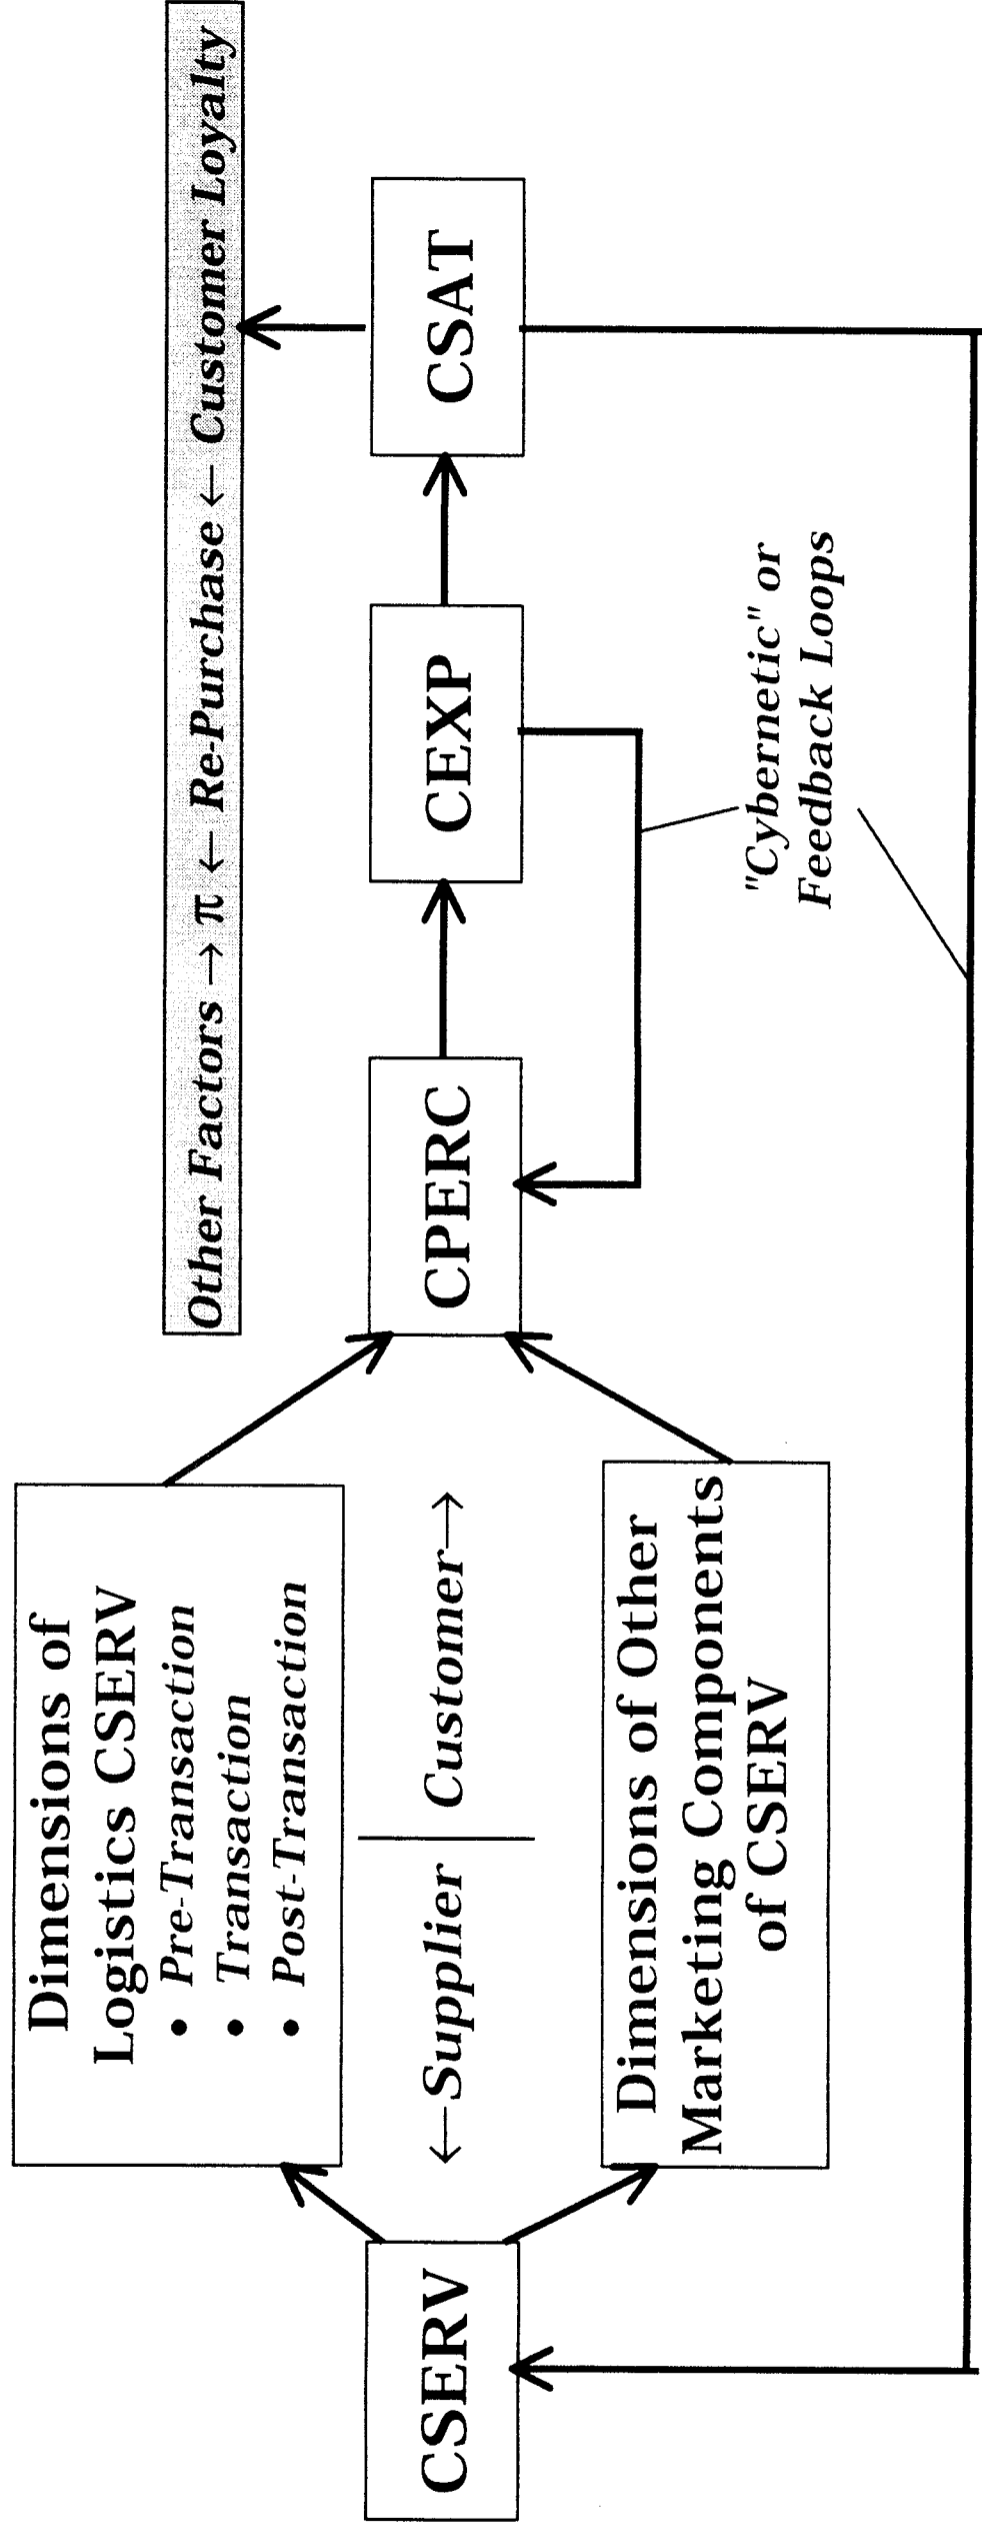 Other Factors → π ← Re-Purchase ← Customer Loyalty
Dimensions of
Logistics CSERV
• Pre-Transaction
• Transaction
• Post-Transaction
CSERV
←Supplier
Customer→
CPERC
CEXP
CSAT
Dimensions of Other
Marketing Components
of CSERV
"Cybernetic" or
Feedback Loops